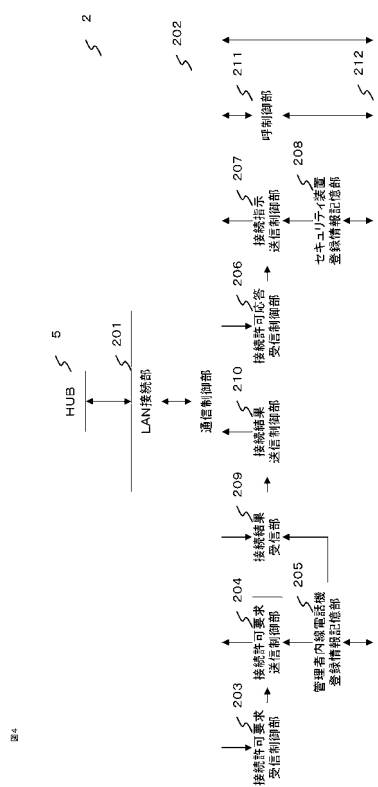 図4
2
HUB
5
201
LAN接続部
202
通信制御部
203
接続許可要求
受信制御部
204
接続許可要求
送信制御部
209
接続結果
受信部
210
接続結果
送信制御部
206
接続許可応答
受信制御部
207
接続指示
送信制御部
211
呼制御部
205
管理者内線電話機
登録情報記憶部
208
セキュリティ装置
登録情報記憶部
212